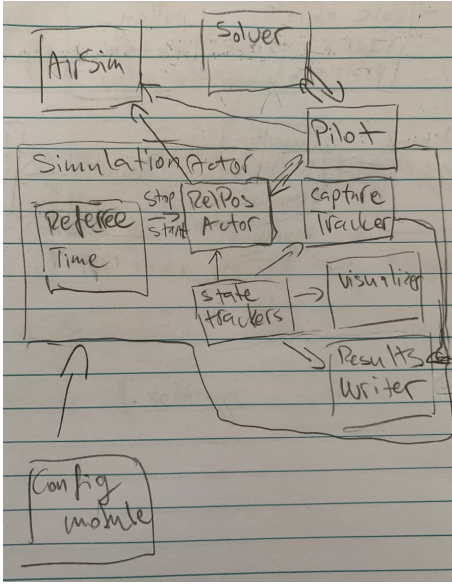 AirSim
Solver
Pilot
Simulation Actor
Referee
Time
stop
start
RelPos
Actor
Capture
Tracker
state
trackers
Visualizer
Results
Writer
Config
module